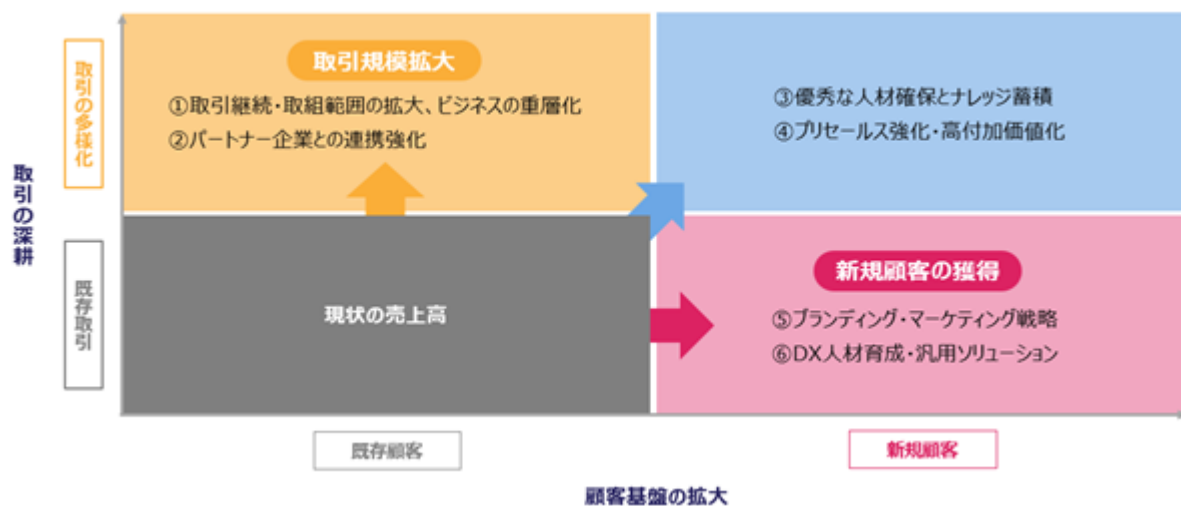 取引の深耕
取引の多様化
既存取引
取引規模拡大
①取引継続・取組範囲の拡大、ビジネスの重層化
②パートナー企業との連携強化
③優秀な人材確保とナレッジ蓄積
④プリセールス強化・高付加価値化
現状の売上高
新規顧客の獲得
⑤ブランディング・マーケティング戦略
⑥DX人材育成・汎用ソリューション
既存顧客
新規顧客
顧客基盤の拡大